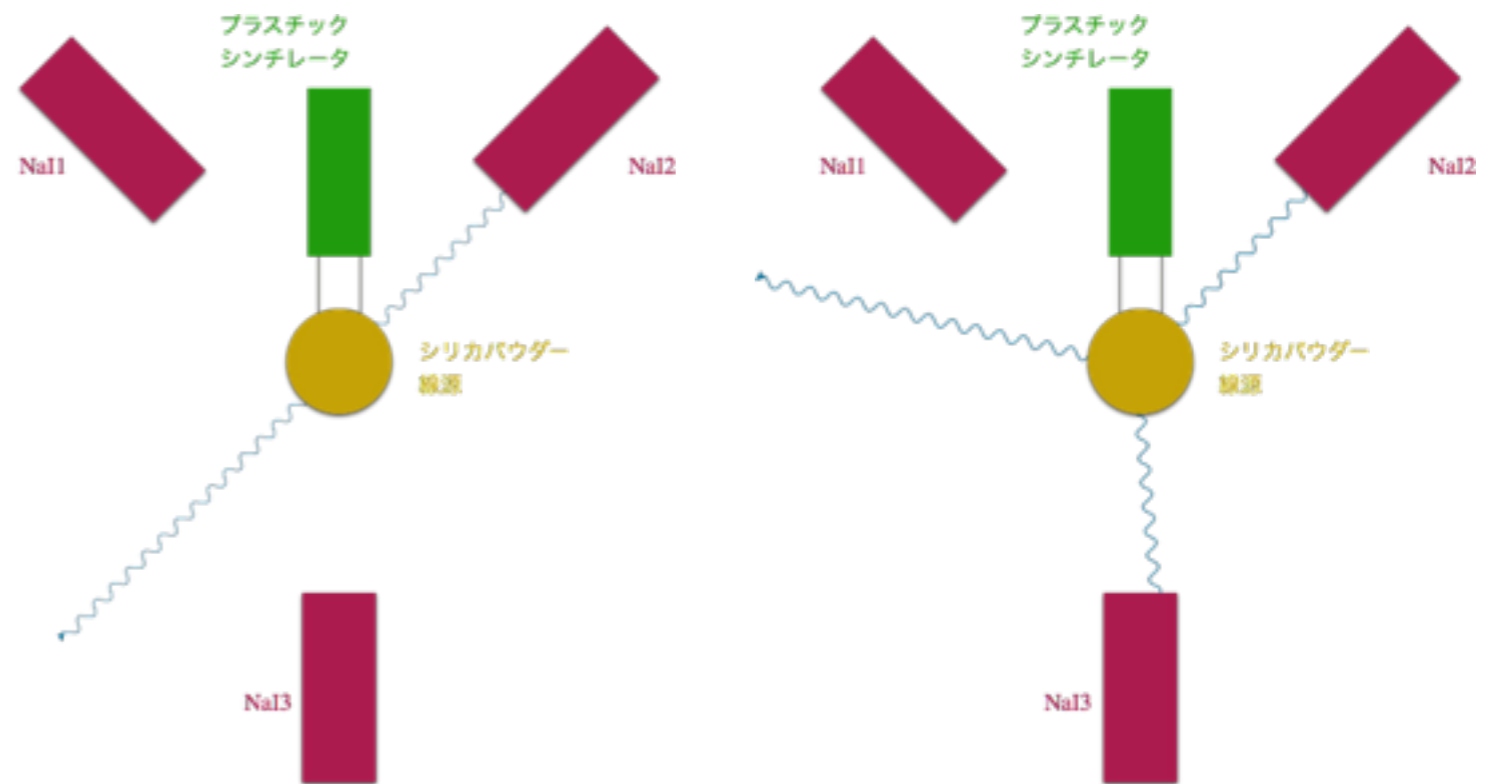 プラスチック
シンチレータ
NaI1
NaI2
シリカパウダー
線源
NaI3
プラスチック
シンチレータ
NaI1
NaI2
シリカパウダー
線源
NaI3